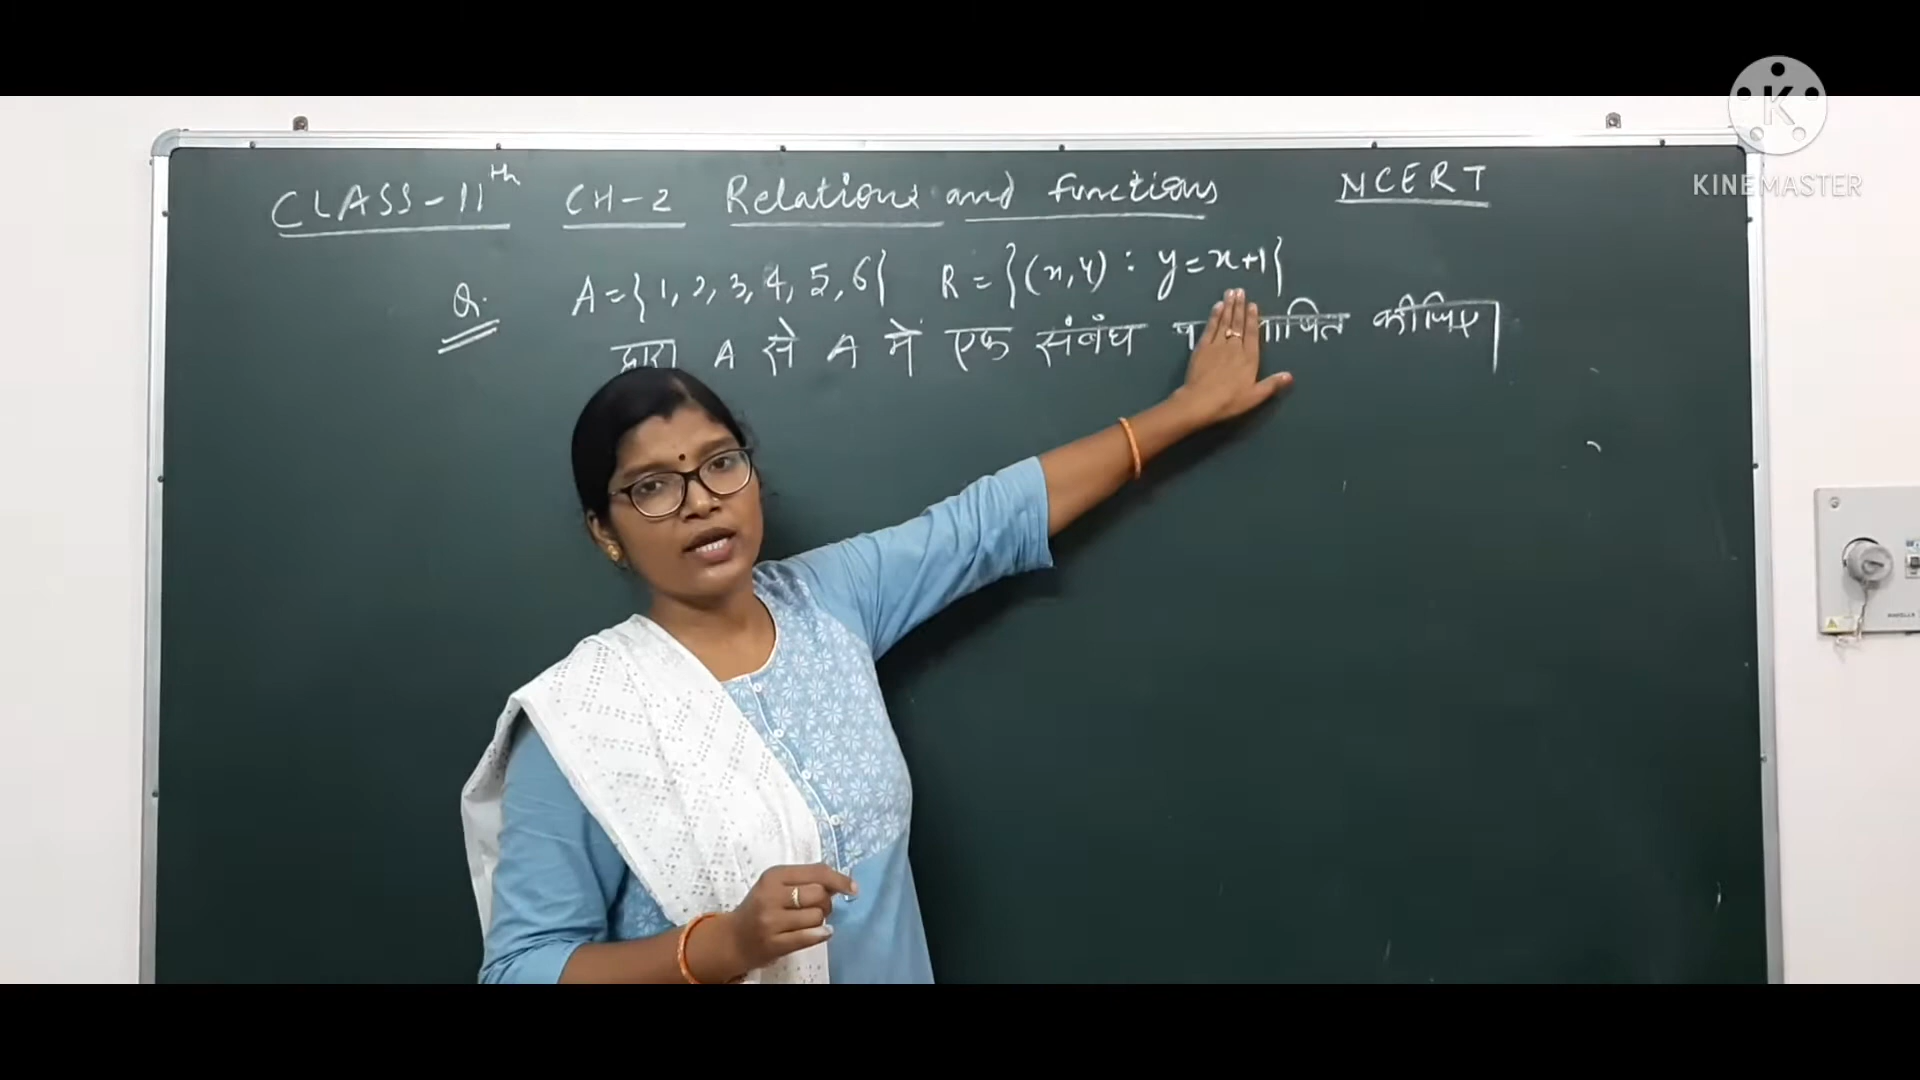 CLASS-11th CH-2 Relations and functions NCERT
Q. A={1, 2, 3, 4, 5, 6} R={(x,y): y=x+1}
द्वारा A से A में एक संबंध कीजिए।
K
KINEMASTER